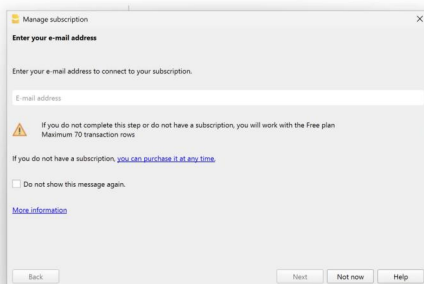 Manage subscription
Enter your e-mail address
Enter your e-mail address to connect to your subscription.
E-mail address
If you do not complete this step or do not have a subscription, you will work with the Free plan
Maximum 70 transaction rows
If you do not have a subscription, you can purchase it at any time.
Do not show this message again.
More information
Back
Next
Not now
Help